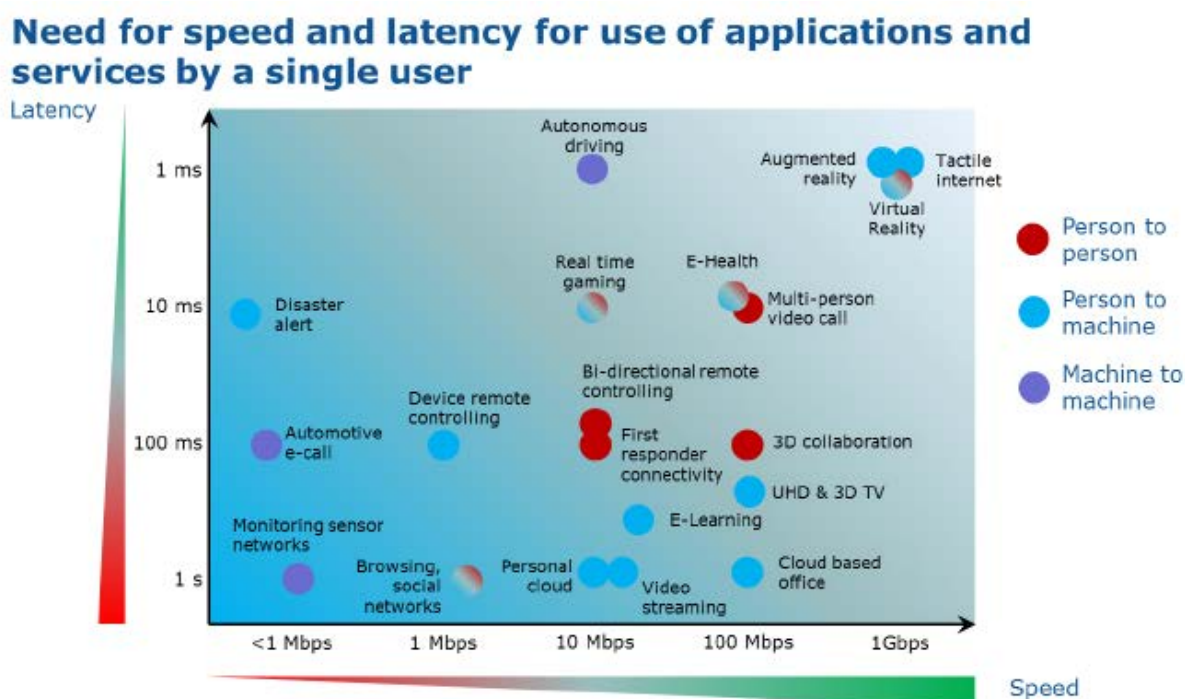 Need for speed and latency for use of applications and
services by a single user
Latency
Autonomous
driving
1 ms
Augmented
reality
Tactile
internet
Virtual
Reality
Person to
person
Real time
gaming
E-Health
10 ms
Disaster
alert
Multi-person
video call
Person to
machine
Bi-directional remote
controlling
Device remote
controlling
Machine to
machine
100 ms
Automotive
e-call
First
responder
connectivity
3D collaboration
UHD & 3D TV
E-Learning
Monitoring sensor
networks
1 s
Browsing,
social
networks
Personal
cloud
Video
streaming
Cloud based
office
<1 Mbps
1 Mbps
10 Mbps
100 Mbps
1Gbps
Speed